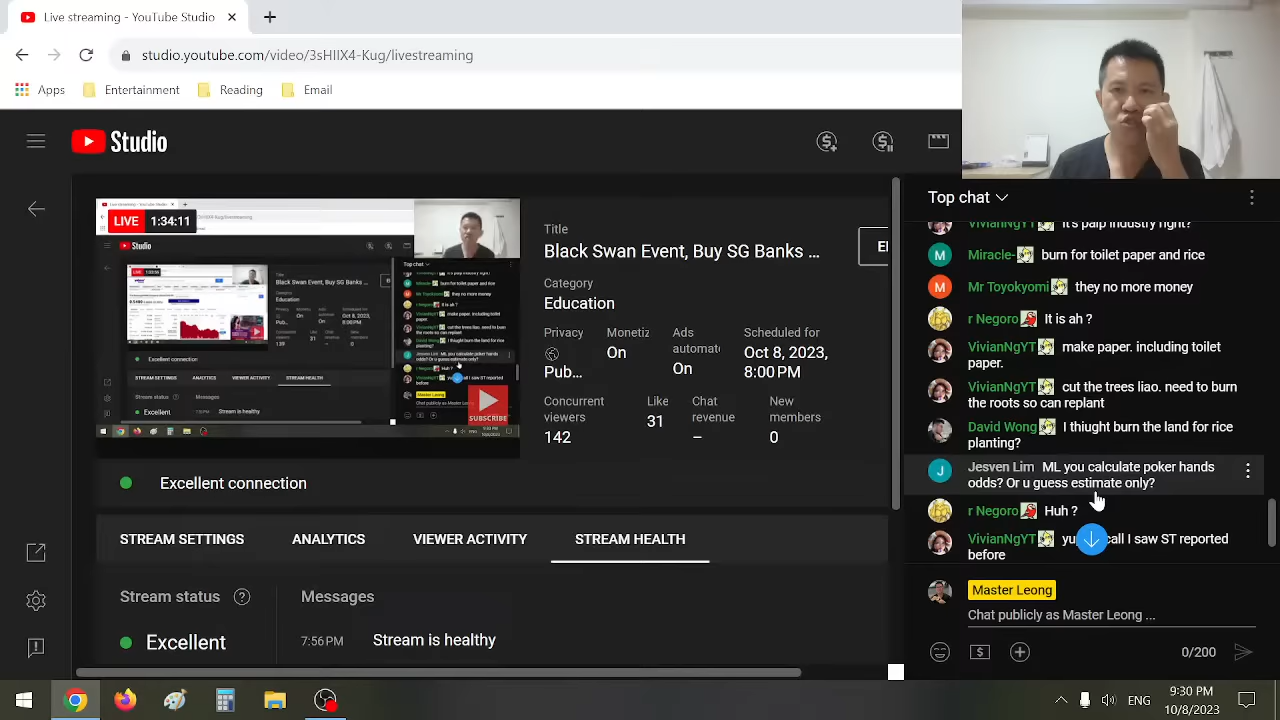 Live streaming - YouTube Studio
studio.youtube.com/video/3sHIIX4-Kug/livestreaming
Apps
Entertainment
Reading
Email
Studio
LIVE 1:34:11
Title
Black Swan Event, Buy SG Banks ...
Category
Education
Privacy
Pub...
Monetiz
On
Ads
automat
On
Scheduled for
Oct 8, 2023,
8:00 PM
Concurrent
viewers
142
Like
31
Chat
revenue
–
New
members
0
SUBSCRIBE
Excellent connection
STREAM SETTINGS
ANALYTICS
VIEWER ACTIVITY
STREAM HEALTH
Stream status
Messages
Excellent
7:56 PM
Stream is healthy
Top chat
VivianNgYT it's palp industry right?
Miracle- burn for toilet paper and rice
Mr Toyokyomi they no more money
r Negoro It is ah ?
VivianNgYT make paper. including toilet
paper.
VivianNgYT cut the trees liao. need to burn
the roots so can replant
David Wong I thiught burn the land for rice
planting?
Jesven Lim ML you calculate poker hands
odds? Or u guess estimate only?
r Negoro Huh ?
VivianNgYT call I saw ST reported
before
Master Leong
Chat publicly as Master Leong ...
0/200
ENG
9:30 PM
10/8/2023